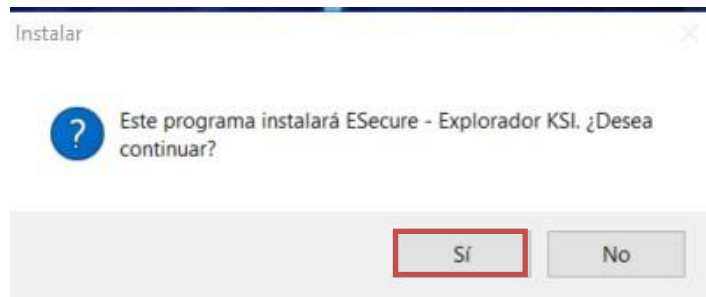 Instalar
?
Este programa instalará ESecure - Explorador KSI. ¿Desea
continuar?
Sí
No